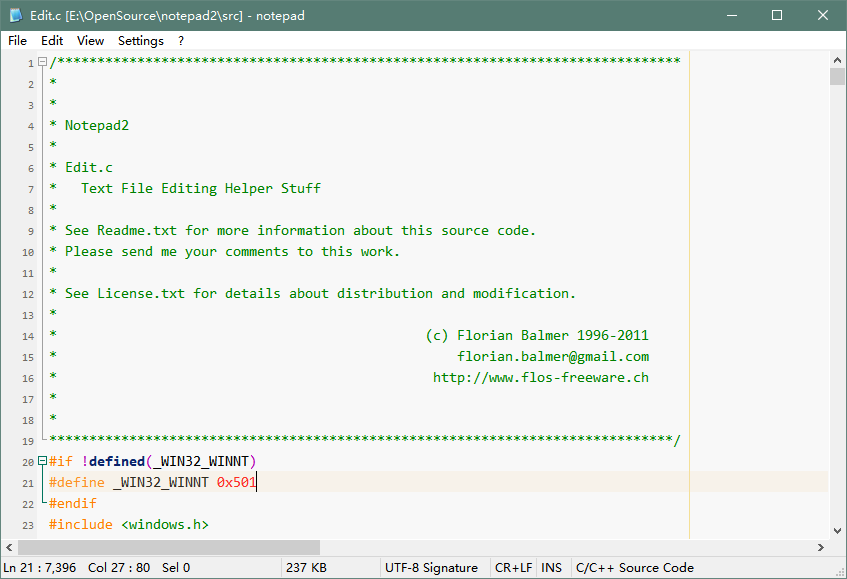 Edit.c [E:\OpenSource\notepad2\src] - notepad
File Edit View Settings ?
1 /******************************************************************************
2 *
3 *
4 * Notepad2
5 *
6 * Edit.c
7 *   Text File Editing Helper Stuff
8 *
9 * See Readme.txt for more information about this source code.
10 * Please send me your comments to this work.
11 *
12 * See License.txt for details about distribution and modification.
13 *
14 *                                              (c) Florian Balmer 1996-2011
15 *                                                  florian.balmer@gmail.com
16 *                                               http://www.flos-freeware.ch
17 *
18 *
19 ******************************************************************************/
20 #if !defined(_WIN32_WINNT)
21 #define _WIN32_WINNT 0x501
22 #endif
23 #include <windows.h>
Ln 21 : 7,396 Col 27 : 80 Sel 0 237 KB UTF-8 Signature CR+LF INS C/C++ Source Code